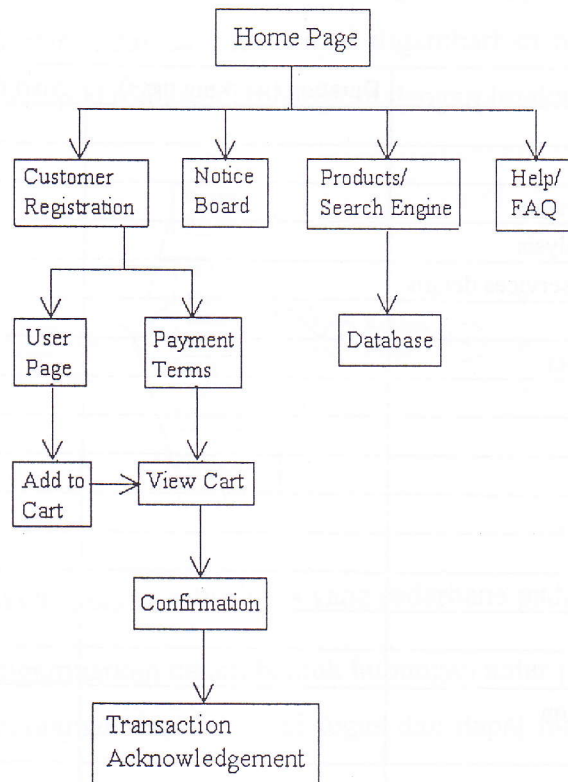 Home Page
Customer
Registration
Notice
Board
Products/
Search Engine
Help/
FAQ
User
Page
Payment
Terms
Database
Add to
Cart
View Cart
Confirmation
Transaction
Acknowledgement